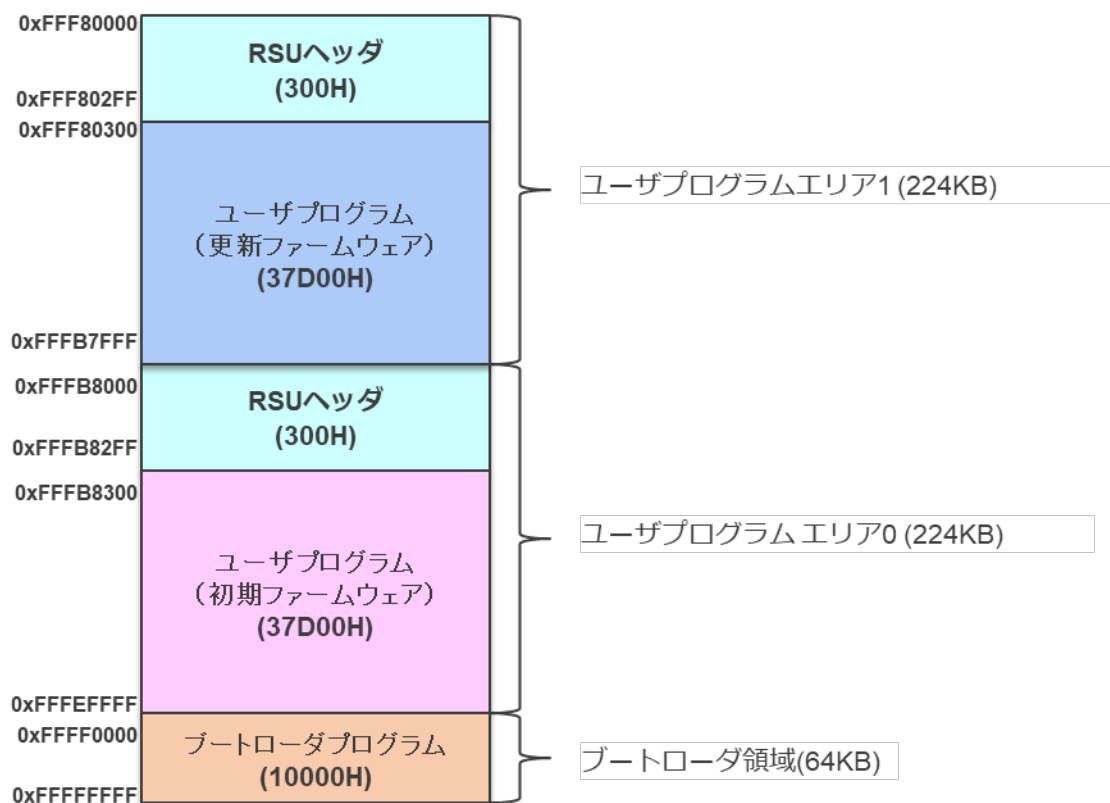 0xFFF80000
RSUヘッダ
(300H)
0xFFF802FF
0xFFF80300
ユーザプログラムエリア1 (224KB)
ユーザプログラム
(更新ファームウェア)
(37D00H)
0xFFFB7FFF
0xFFFB8000
RSUヘッダ
(300H)
0xFFFB82FF
0xFFFB8300
ユーザプログラム エリア0 (224KB)
ユーザプログラム
(初期ファームウェア)
(37D00H)
0xFFFEFFFF
0xFFFF0000
ブートローダプログラム
(10000H)
ブートローダ領域(64KB)
0xFFFFFFFF